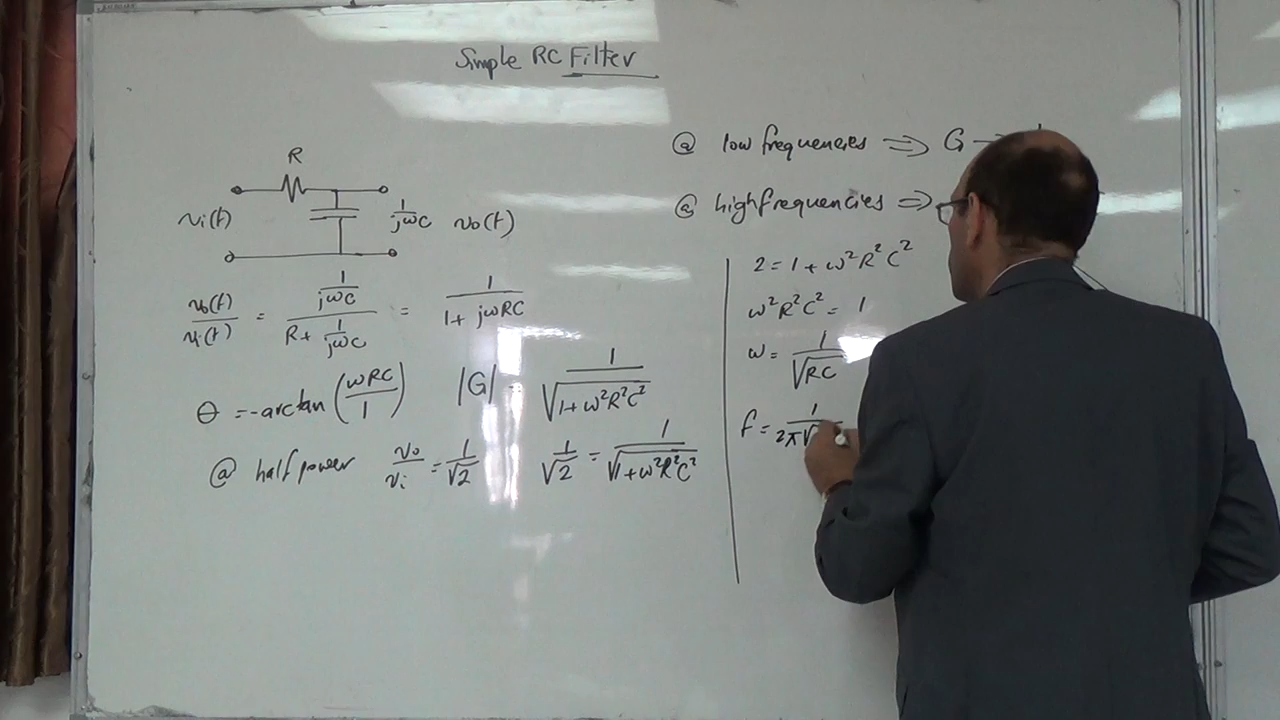 Simple RC Filter
R
vi(t) 1/jωC vo(t)
vo(t)/vi(t) = (1/jωC)/(R + 1/jωC) = 1/(1 + jωRC)
θ = -arctan(ωRC/1) |G| 1/√(1+ω²R²C²)
@ half power vo/vi = 1/√2 1/√2 = 1/√(1+ω²R²C²)
@ low frequencies ⇒ G →
@ high frequencies ⇒
2 = 1 + ω²R²C²
ω²R²C² = 1
ω = 1/√RC
f = 1/2π√